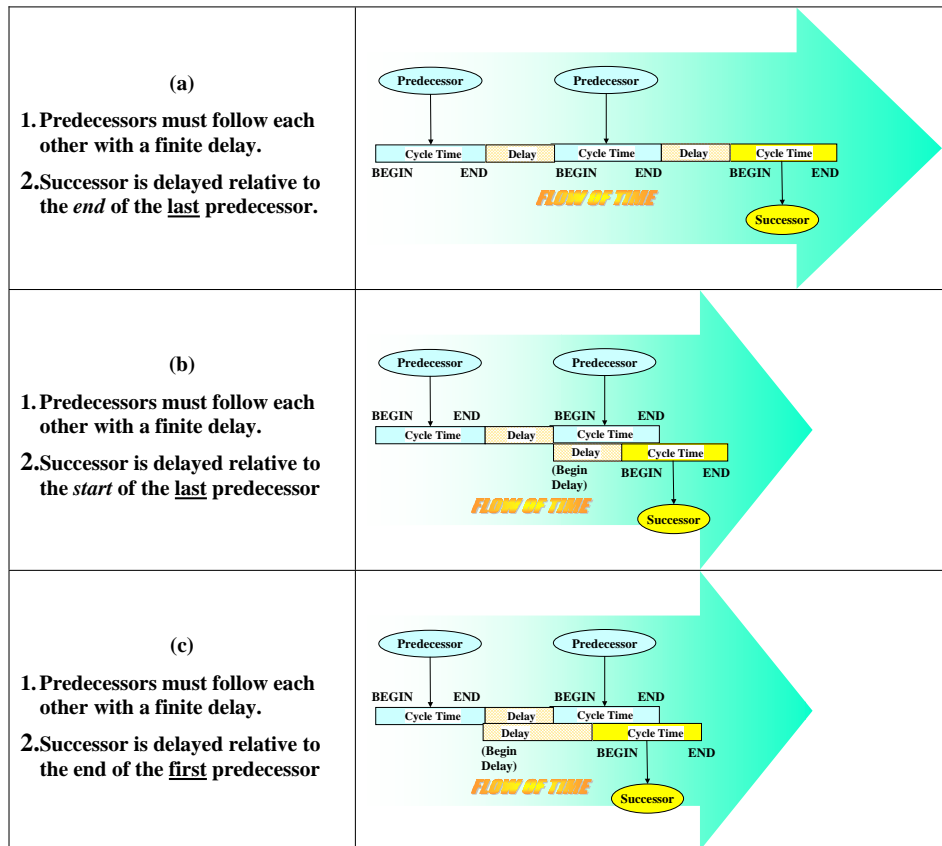 (a)
1. Predecessors must follow each
other with a finite delay.
2. Successor is delayed relative to
the end of the last predecessor.
Predecessor Predecessor
Cycle Time Delay Cycle Time Delay Cycle Time
BEGIN END BEGIN END BEGIN END
FLOW OF TIME
Successor
(b)
1. Predecessors must follow each
other with a finite delay.
2. Successor is delayed relative to
the start of the last predecessor
Predecessor Predecessor
BEGIN END BEGIN END
Cycle Time Delay Cycle Time
Delay Cycle Time
(Begin
Delay)
BEGIN END
FLOW OF TIME
Successor
(c)
1. Predecessors must follow each
other with a finite delay.
2. Successor is delayed relative to
the end of the first predecessor
Predecessor Predecessor
BEGIN END BEGIN END
Cycle Time Delay Cycle Time
Delay Cycle Time
(Begin
Delay)
BEGIN END
FLOW OF TIME
Successor